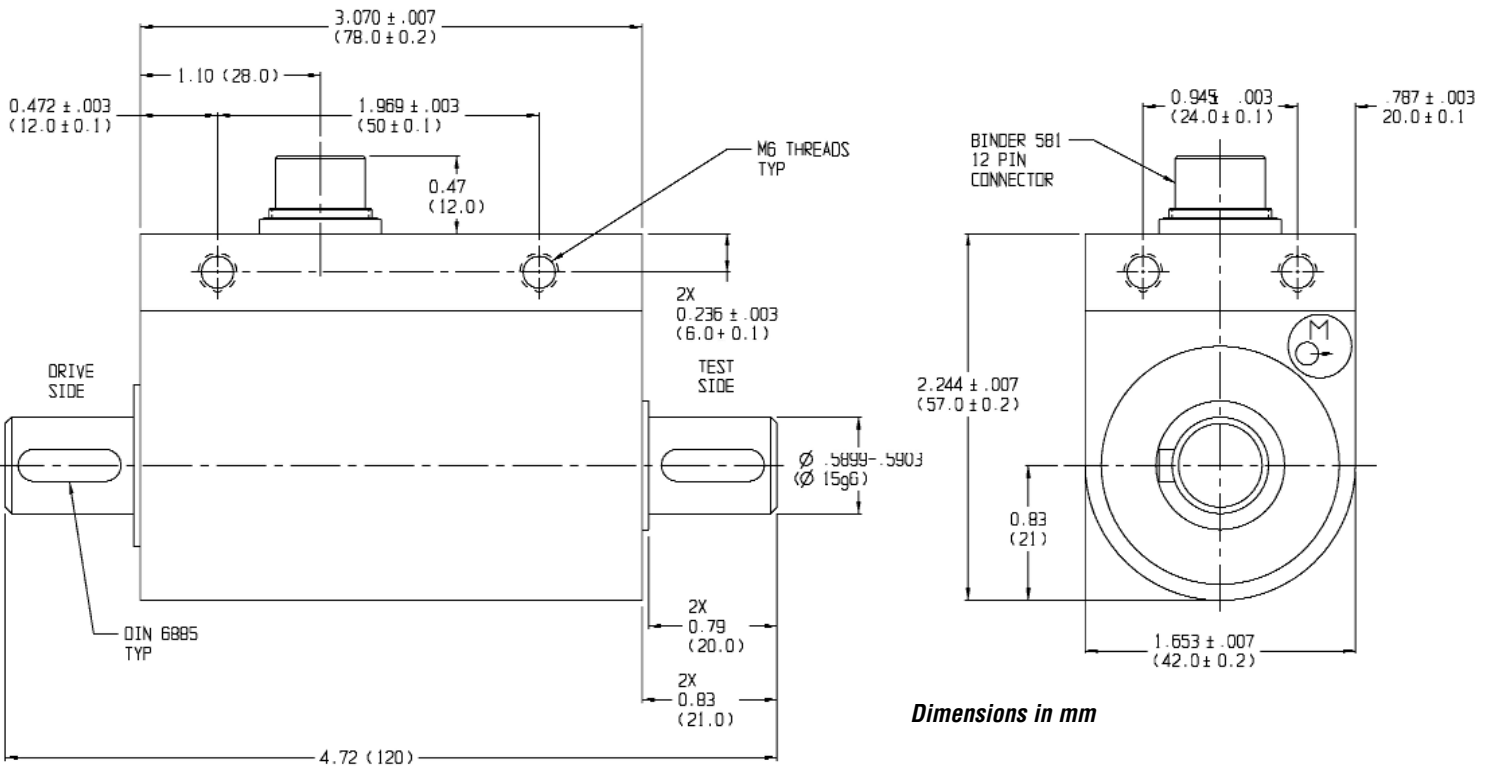 3.070 ± .007
(78.0 ± 0.2)
1.10 (28.0)
0.472 ± .003
(12.0 ± 0.1)
1.969 ± .003
(50 ± 0.1)
0.47
(12.0)
M6 THREADS
TYP
2X
0.236 ± .003
(6.0 + 0.1)
DRIVE
SIDE
TEST
SIDE
Ø .5899-.5903
(Ø 15g6)
DIN 6885
TYP
2X
0.79
(20.0)
2X
0.83
(21.0)
4.72 (120)
0.945± .003
(24.0 ± 0.1)
.787 ± .003
20.0 ± 0.1
BINDER 581
12 PIN
CONNECTOR
M
2.244 ± .007
(57.0 ± 0.2)
0.83
(21)
1.653 ± .007
(42.0 ± 0.2)
Dimensions in mm